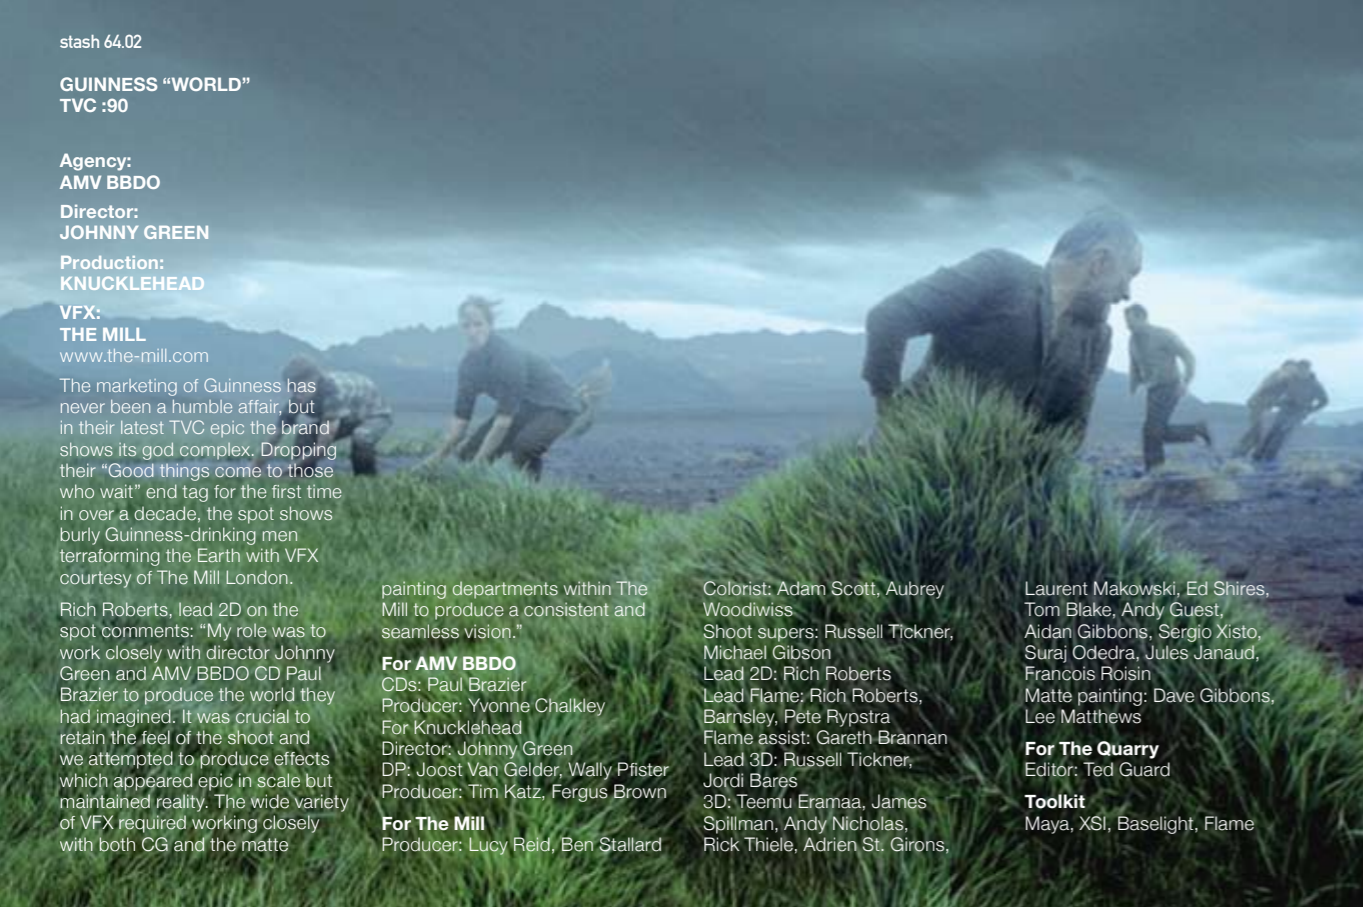 stash 64.02
GUINNESS “WORLD”
TVC :90
Agency:
AMV BBDO
Director:
JOHNNY GREEN
Production:
KNUCKLEHEAD
VFX:
THE MILL
www.the-mill.com
The marketing of Guinness has
never been a humble affair, but
in their latest TVC epic the brand
shows its god complex. Dropping
their “Good things come to those
who wait” end tag for the first time
in over a decade, the spot shows
burly Guinness-drinking men
terraforming the Earth with VFX
courtesy of The Mill London.
Rich Roberts, lead 2D on the
spot comments: “My role was to
work closely with director Johnny
Green and AMV BBDO CD Paul
Brazier to produce the world they
had imagined. It was crucial to
retain the feel of the shoot and
we attempted to produce effects
which appeared epic in scale but
maintained reality. The wide variety
of VFX required working closely
with both CG and the matte
painting departments within The
Mill to produce a consistent and
seamless vision.”
For AMV BBDO
CDs: Paul Brazier
Producer: Yvonne Chalkley
For Knucklehead
Director: Johnny Green
DP: Joost Van Gelder, Wally Pfister
Producer: Tim Katz, Fergus Brown
For The Mill
Producer: Lucy Reid, Ben Stallard
Colorist: Adam Scott, Aubrey
Woodiwiss
Shoot supers: Russell Tickner,
Michael Gibson
Lead 2D: Rich Roberts
Lead Flame: Rich Roberts,
Barnsley, Pete Rypstra
Flame assist: Gareth Brannan
Lead 3D: Russell Tickner,
Jordi Bares
3D: Teemu Eramaa, James
Spillman, Andy Nicholas,
Rick Thiele, Adrien St. Girons,
Laurent Makowski, Ed Shires,
Tom Blake, Andy Guest,
Aidan Gibbons, Sergio Xisto,
Suraj Odedra, Jules Janaud,
Francois Roisin
Matte painting: Dave Gibbons,
Lee Matthews
For The Quarry
Editor: Ted Guard
Toolkit
Maya, XSI, Baselight, Flame